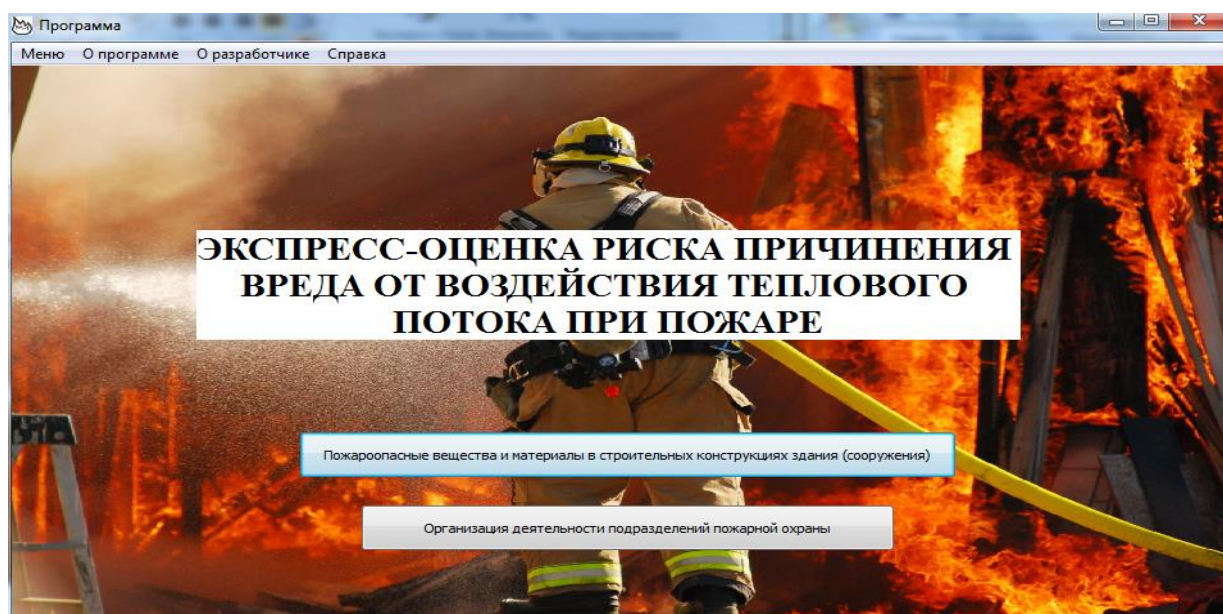 Программа
Меню О программе О разработчике Справка
ЭКСПРЕСС-ОЦЕНКА РИСКА ПРИЧИНЕНИЯ
ВРЕДА ОТ ВОЗДЕЙСТВИЯ ТЕПЛОВОГО
ПОТОКА ПРИ ПОЖАРЕ
Пожароопасные вещества и материалы в строительных конструкциях здания (сооружения)
Организация деятельности подразделений пожарной охраны